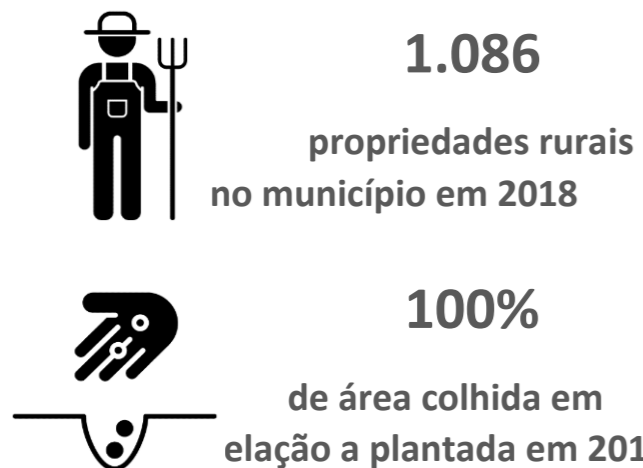 1.086
propriedades rurais
no município em 2018
100%
de área colhida em
elação a plantada em 201